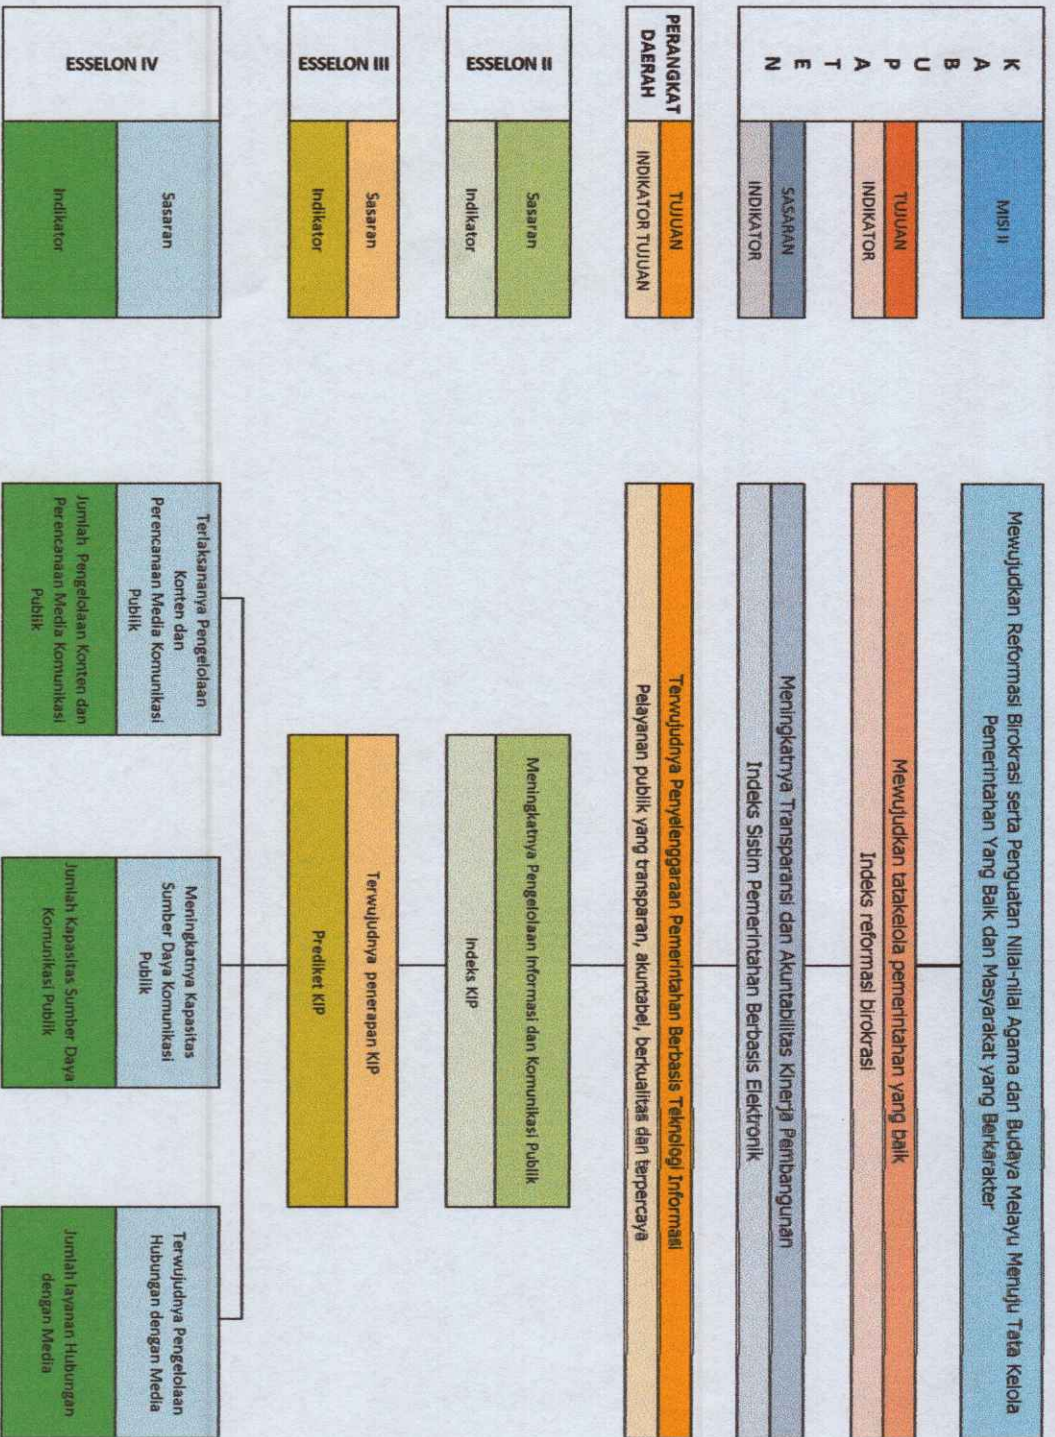 K
A
B
U
P
A
T
E
N
MISI II
Mewujudkan Reformasi Birokrasi serta Penguatan Nilai-nilai Agama dan Budaya Melayu Menuju Tata Kelola
Pemerintahan Yang Baik dan Masyarakat yang Berkarakter
TUJUAN
Mewujudkan tatakelola pemerintahan yang baik
INDIKATOR
Indeks reformasi birokrasi
SASARAN
Meningkatnya Transparansi dan Akuntabilitas Kinerja Pembangunan
INDIKATOR
Indeks Sistim Pemerintahan Berbasis Elektronik
PERANGKAT
DAERAH
TUJUAN
Terwujudnya Penyelenggaraan Pemerintahan Berbasis Teknologi Informasi
INDIKATOR TUJUAN
Pelayanan publik yang transparan, akuntabel, berkualitas dan terpercaya
ESSELON II
Sasaran
Meningkatnya Pengelolaan Informasi dan Komunikasi Publik
Indikator
Indeks KIP
ESSELON III
Sasaran
Terwujudnya penerapan KIP
Indikator
Prediket KIP
ESSELON IV
Sasaran
Terlaksananya Pengelolaan
Konten dan
Perencanaan Media Komunikasi
Publik
Meningkatnya Kapasitas
Sumber Daya Komunikasi
Publik
Terwujudnya Pengelolaan
Hubungan dengan Media
Indikator
Jumlah Pengelolaan Konten dan
Perencanaan Media Komunikasi
Publik
Jumlah Kapasitas Sumber Daya
Komunikasi Publik
Jumlah layanan Hubungan
dengan Media